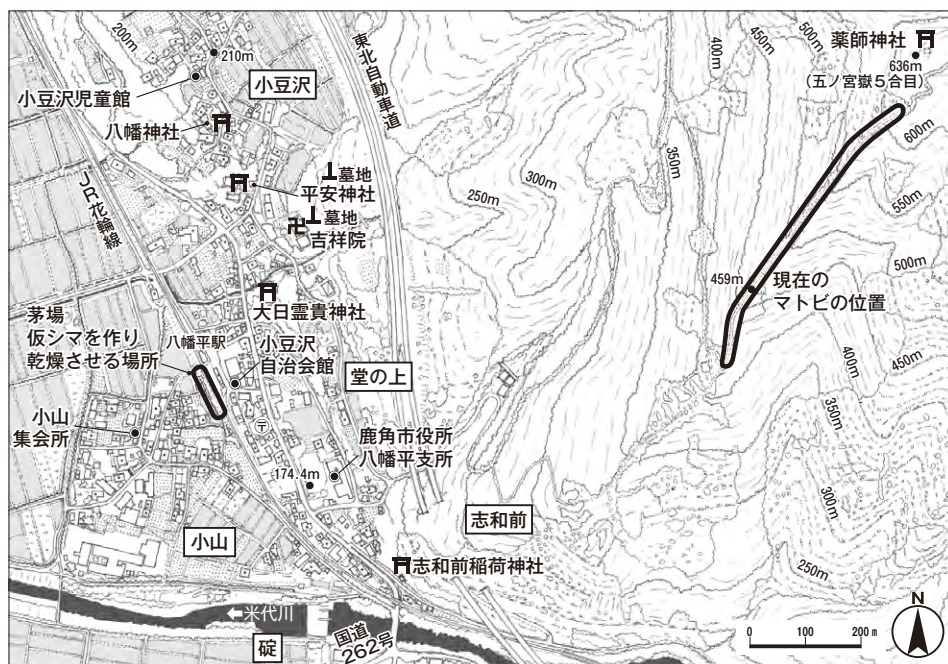 200m
210m
小豆沢
小豆沢児童館
八幡神社
東北自動車道
墓地
平安神社
墓地
吉祥院
JR花輪線
大日霊貴神社
茅場
仮シマを作り
乾燥させる場所
八幡平駅
小豆沢
自治会館
堂の上
小山
集会所
鹿角市役所
八幡平支所
174.4m
小山
志和前
志和前稲荷神社
←米代川
国道
262号
碇
250m
300m
350m
400m
450m
500m
薬師神社
636m
(五ノ宮嶽5合目)
600m
550m
500m
459m
現在の
マトビの位置
400m
450m
350m
300m
250m
N
0 100 200m